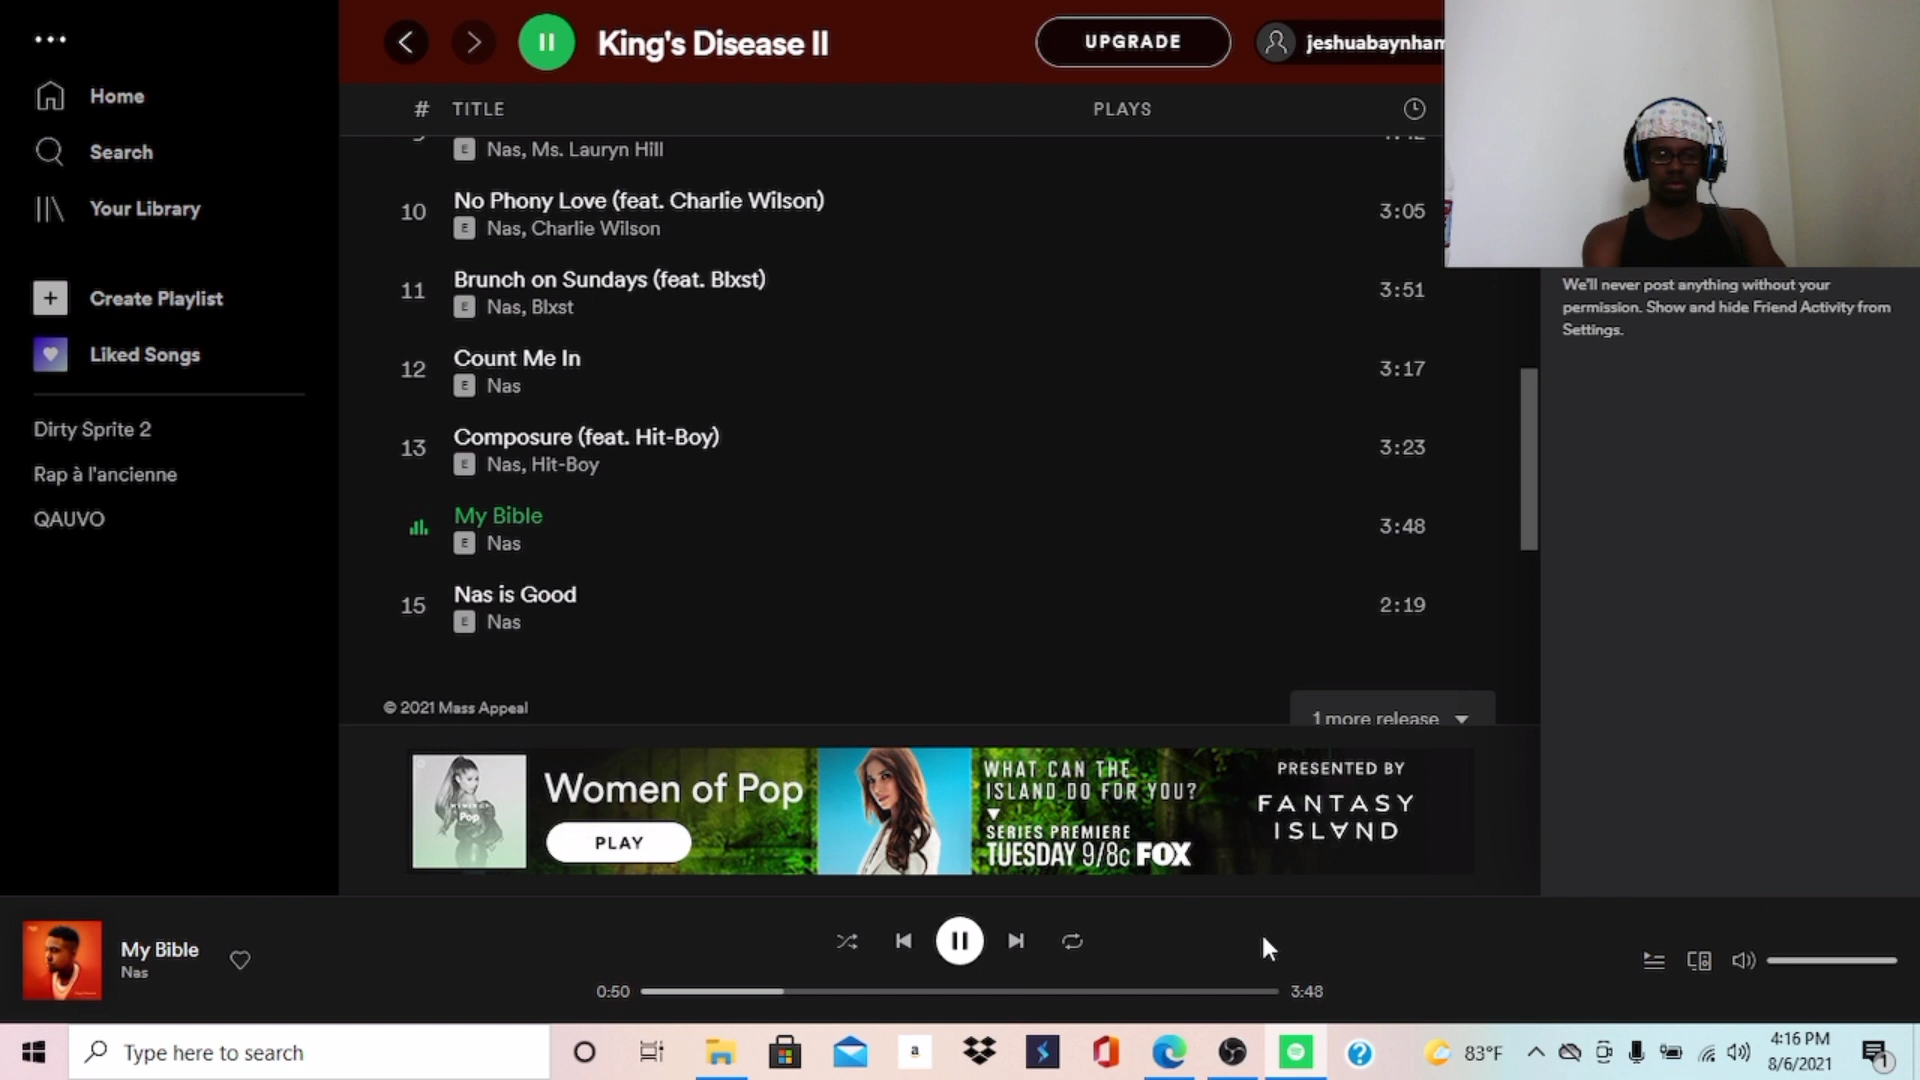 Home
Search
Your Library
Create Playlist
Liked Songs
Dirty Sprite 2
Rap à l'ancienne
QAUVO
King's Disease II
UPGRADE
jeshuabaynham
# TITLE PLAYS
E Nas, Ms. Lauryn Hill
10 No Phony Love (feat. Charlie Wilson) 3:05
E Nas, Charlie Wilson
11 Brunch on Sundays (feat. Blxst) 3:51
E Nas, Blxst
12 Count Me In 3:17
E Nas
13 Composure (feat. Hit-Boy) 3:23
E Nas, Hit-Boy
My Bible 3:48
E Nas
15 Nas is Good 2:19
E Nas
© 2021 Mass Appeal
1 more release
We'll never post anything without your
permission. Show and hide Friend Activity from
Settings.
Women of Pop
PLAY
Pop
WHAT CAN THE
ISLAND DO FOR YOU?
SERIES PREMIERE
TUESDAY 9/8c FOX
PRESENTED BY
FANTASY
ISLAND
My Bible
Nas
0:50 3:48
Type here to search
a
83°F
4:16 PM
8/6/2021
1